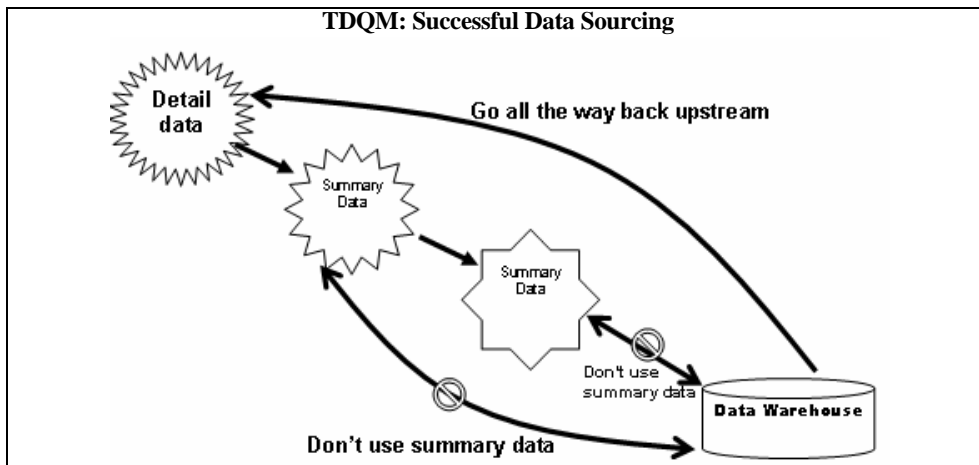 TDQM: Successful Data Sourcing
Detail
data
Go all the way back upstream
Summary
Data
Summary
Data
Don't use
summary data
Data Warehouse
Don't use summary data